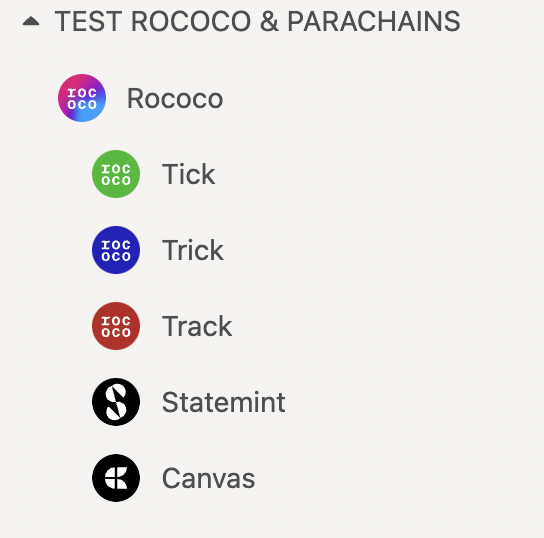 TEST ROCOCO & PARACHAINS
roc
oco
Rococo
roc
oco
Tick
roc
oco
Trick
roc
oco
Track
Statemint
Canvas